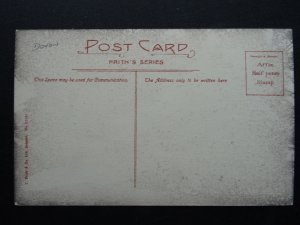 Devon
POST CARD
FRITH'S SERIES
This Space may be used for Communication.
The Address only to be written here
Affix
Half penny
Stamp.